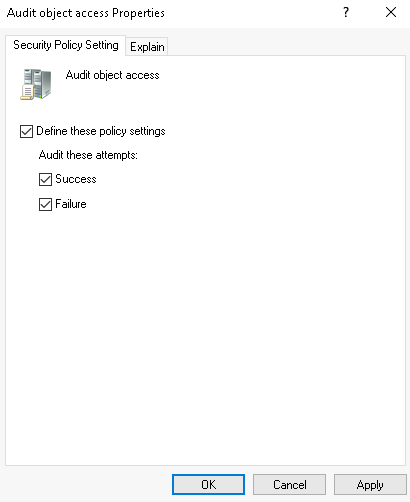 Audit object access Properties
?
Security Policy Setting
Explain
Audit object access
Define these policy settings
Audit these attempts:
Success
Failure
OK
Cancel
Apply